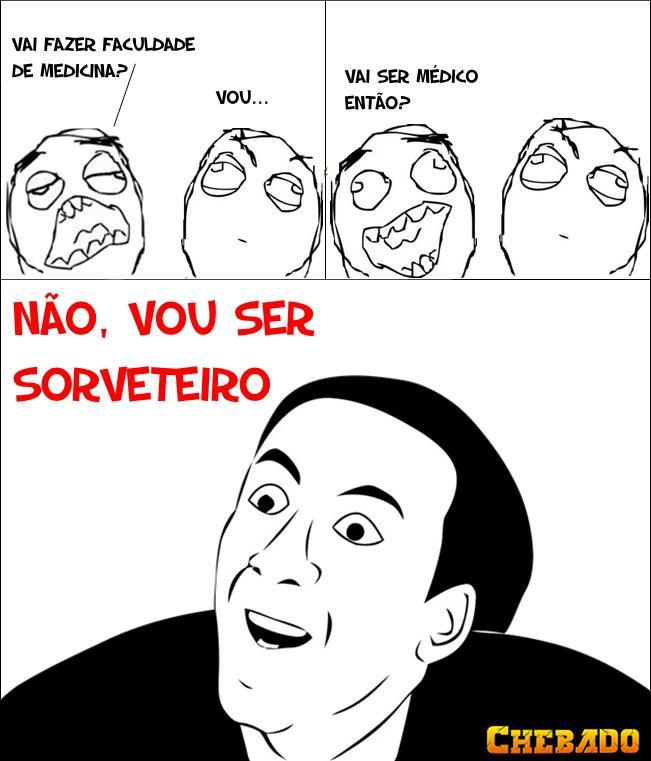 VAI FAZER FACULDADE
DE MEDICINA?
VOU...
VAI SER MÉDICO
ENTÃO?
NÃO, VOU SER
SORVETEIRO
CHEBADO